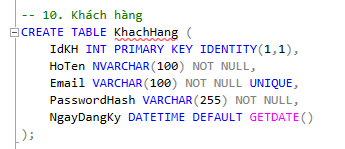 -- 10. Khách hàng
CREATE TABLE KhachHang (
    IdKH INT PRIMARY KEY IDENTITY(1,1),
    HoTen NVARCHAR(100) NOT NULL,
    Email VARCHAR(100) NOT NULL UNIQUE,
    PasswordHash VARCHAR(255) NOT NULL,
    NgayDangKy DATETIME DEFAULT GETDATE()
);